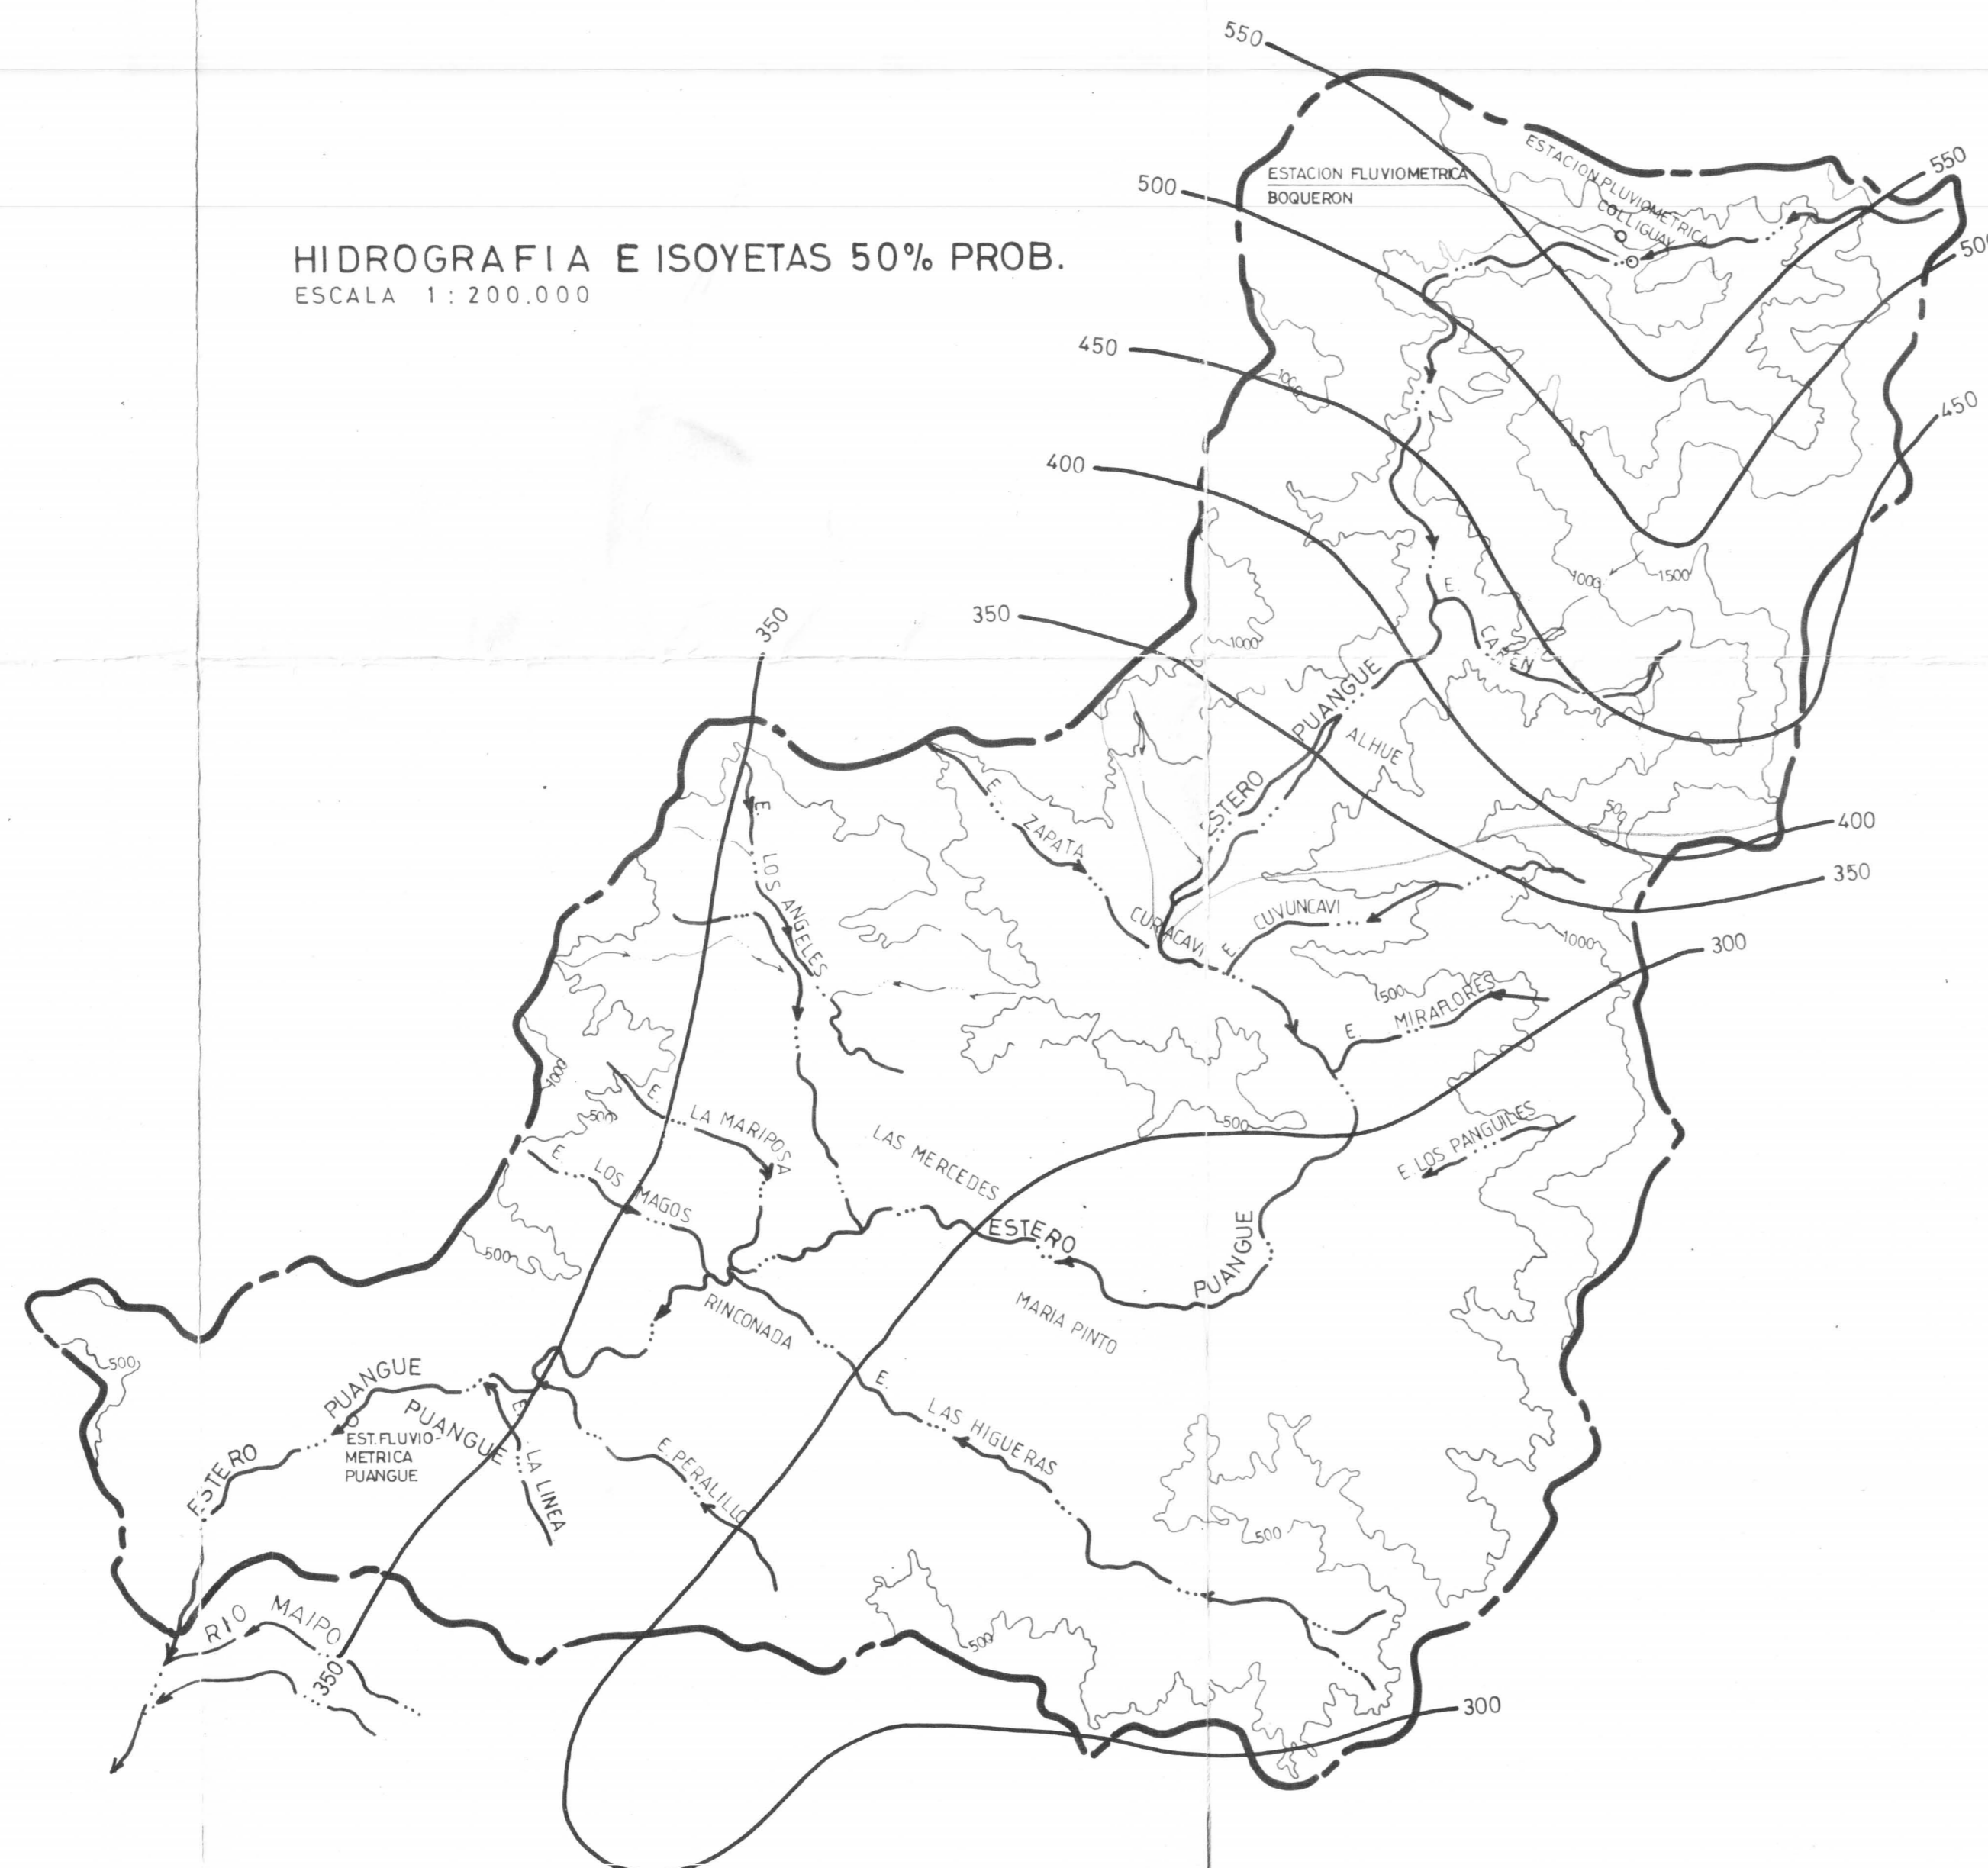 550
HIDROGRAFIA E ISOYETAS 50% PROB.
ESCALA 1 : 200.000
500
ESTACION FLUVIOMETRICA
BOQUERON
ESTACION PLUVIOMETRICA
COLLIGUAY
550
500
450
1000
450
400
1000
1500
E. CAREN
350
350
1000
ESTERO PUANGUE
ALHUE
500
400
350
E. ZAPATA
E. LOS ANGELES
CURACAVI
E. CUYUNCAVI
1000
300
500
E. MIRAFLORES
1000
500
E. LA MARIPOSA
500
E. LOS PANGUILES
E. LOS MAGOS
LAS MERCEDES
500
ESTERO
PUANGUE
RINCONADA
MARIA PINTO
500
ESTERO PUANGUE
PUANGUE
EST. FLUVIO-
METRICA
PUANGUE
E. LA LINEA
E. PERALILLO
E. LAS HIGUERAS
500
RIO MAIPO
350
500
300